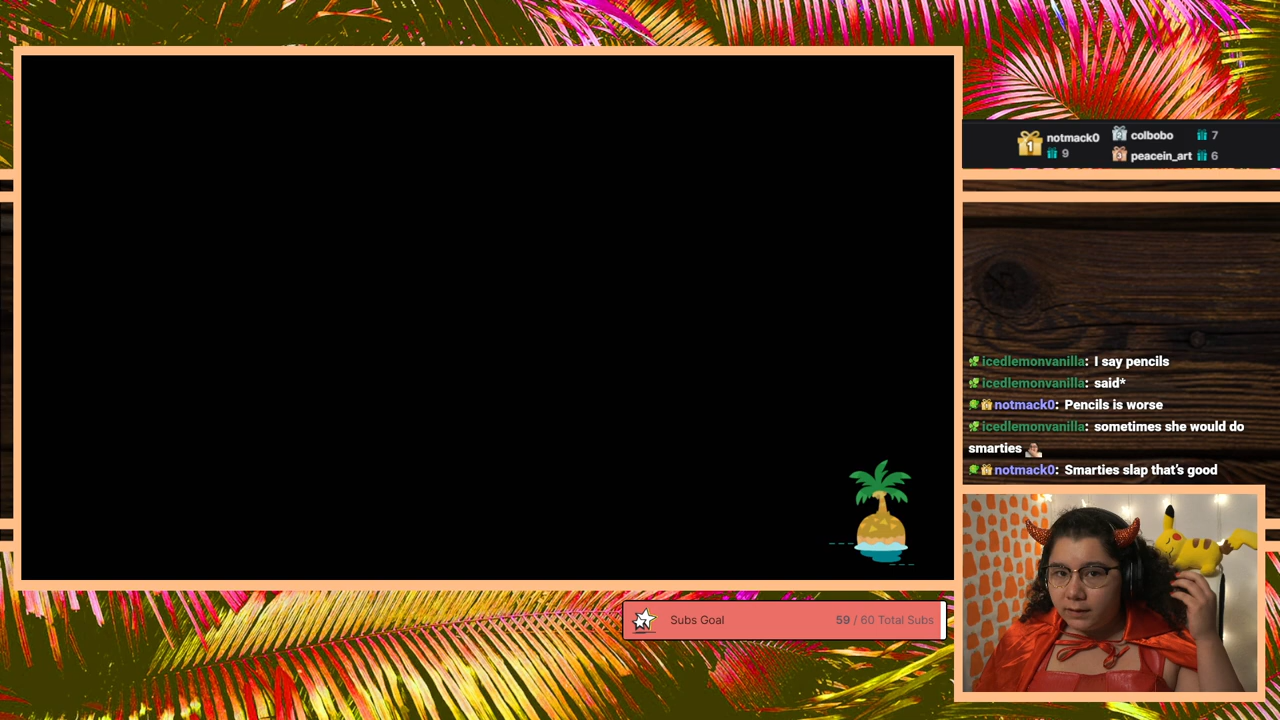 notmack0
9
colbobo 7
peacein_art 6
icedlemonvanilla: I say pencils
icedlemonvanilla: said*
notmack0: Pencils is worse
icedlemonvanilla: sometimes she would do
smarties
notmack0: Smarties slap that's good
Subs Goal 59 / 60 Total Subs